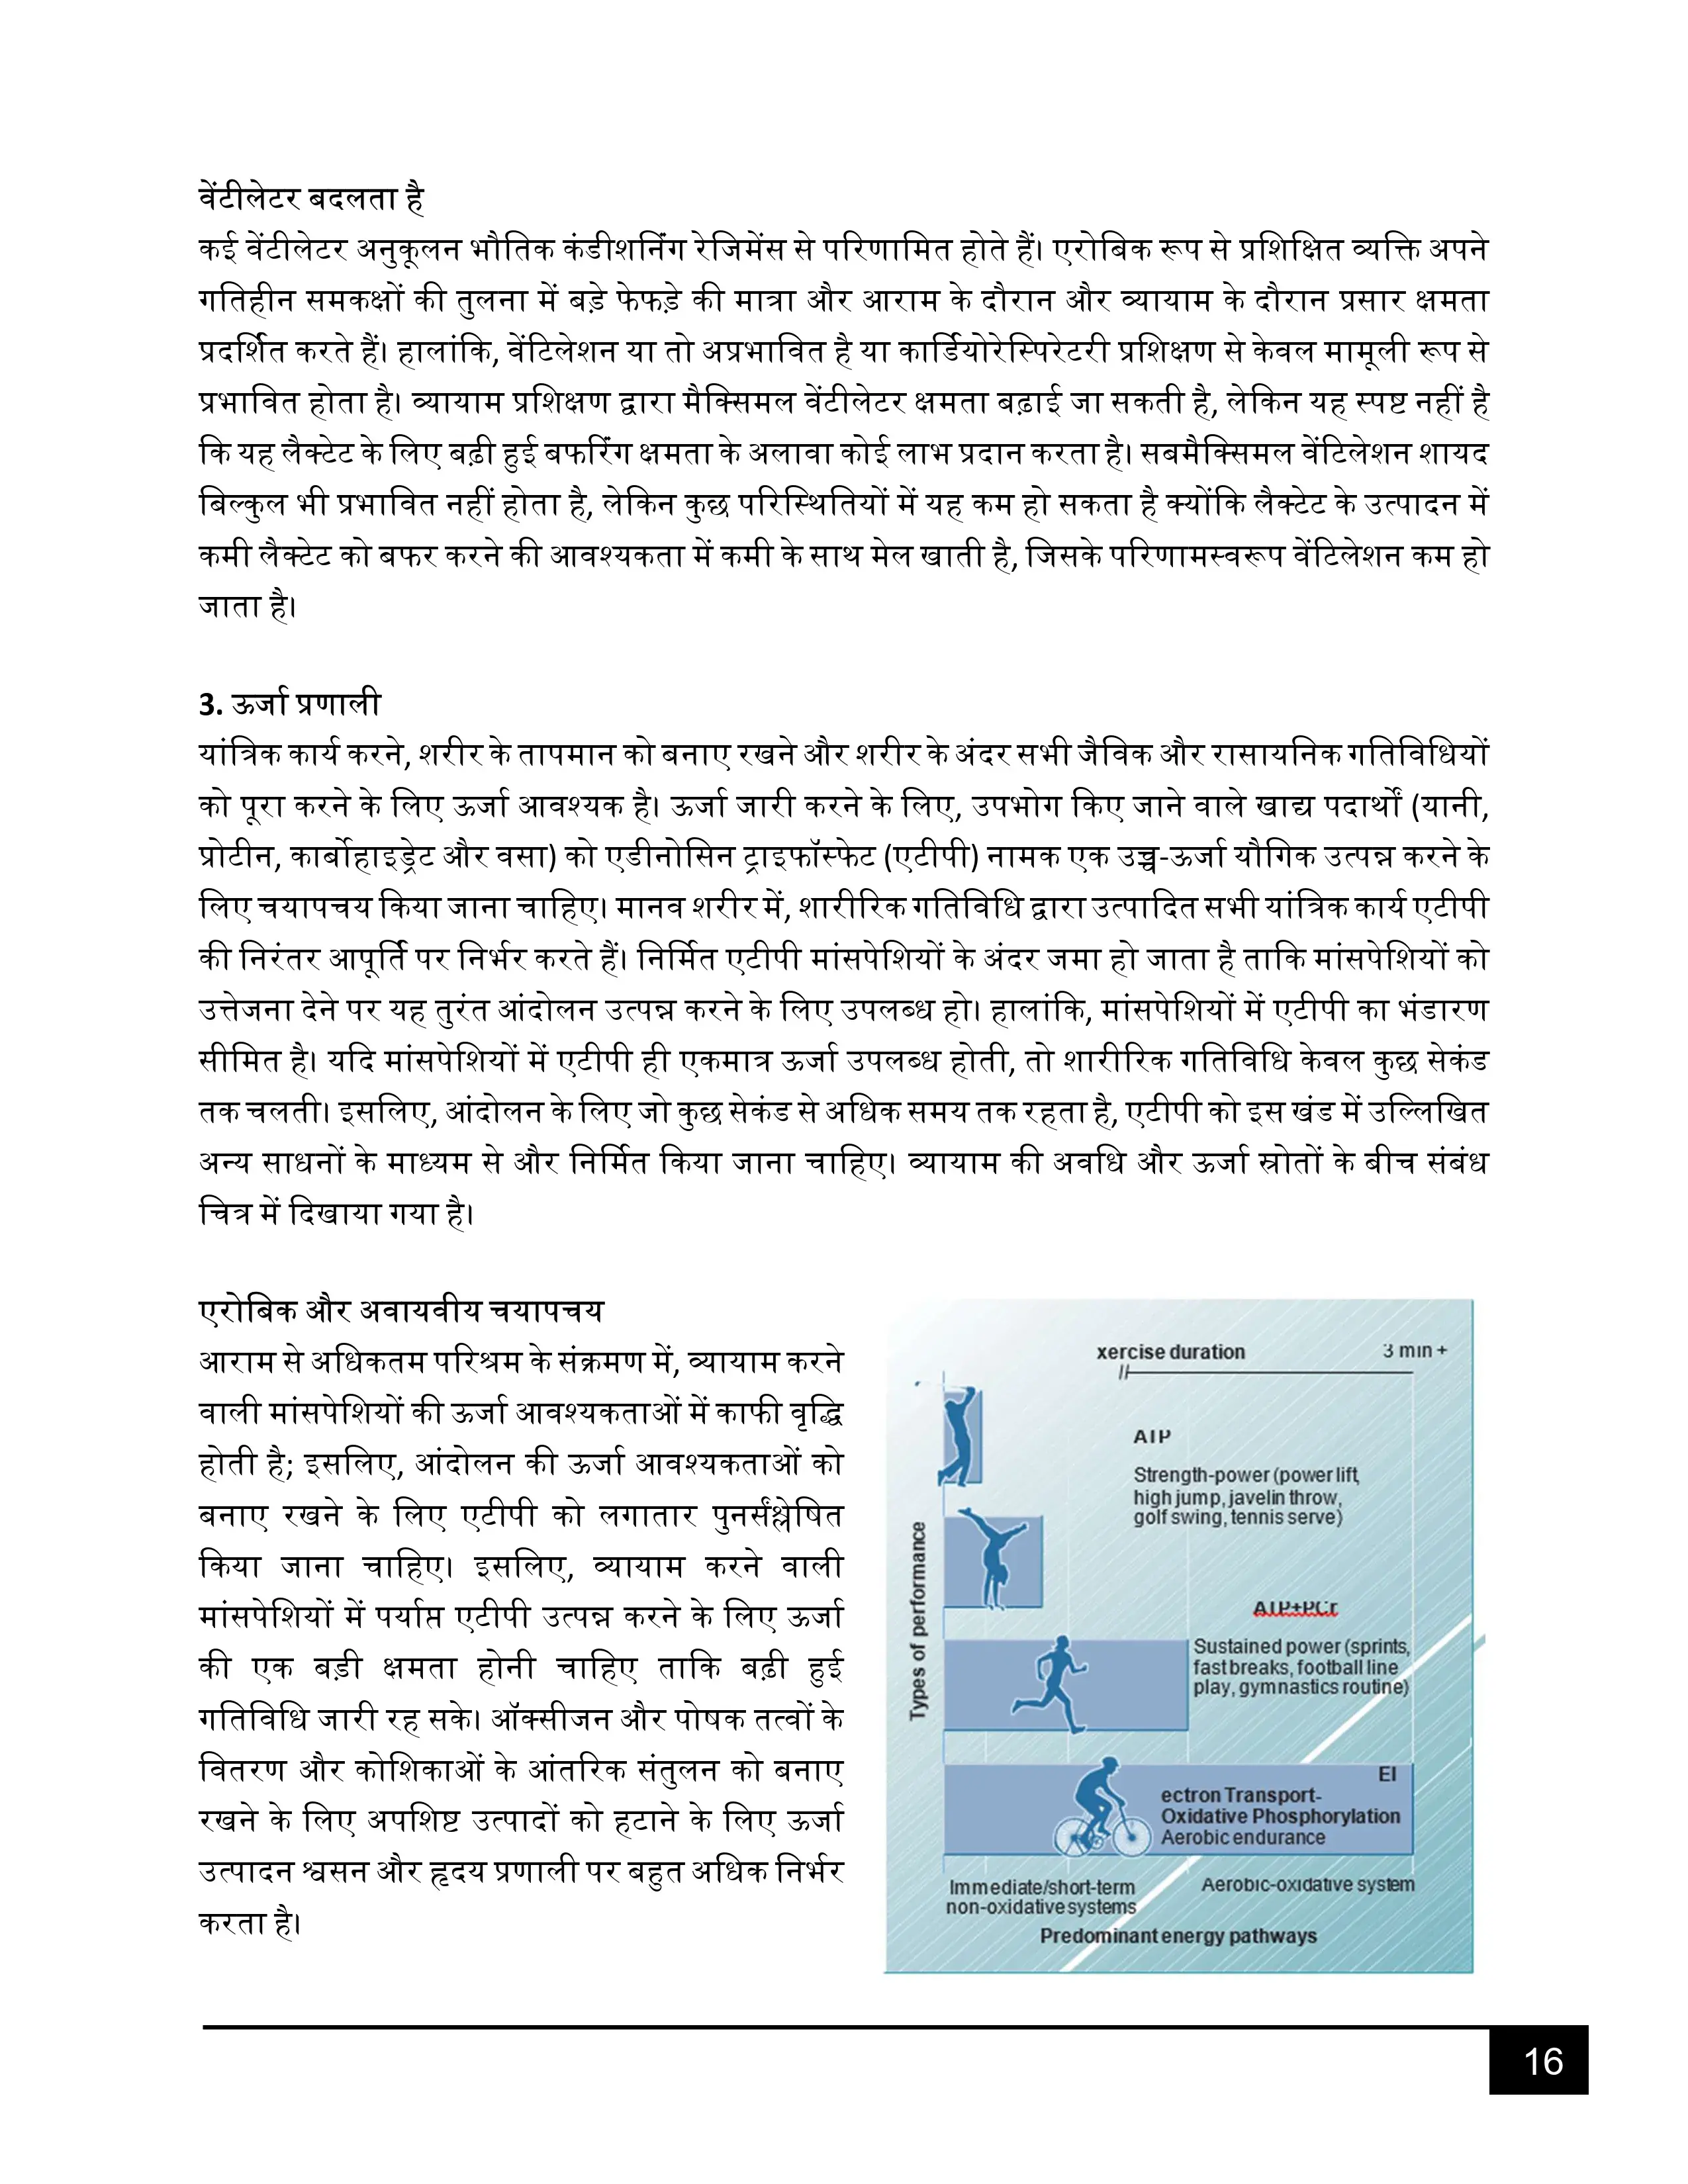 वेंटीलेटर बदलता है
कई वेंटीलेटर अनुकूलन भौतिक कंडीशनिंग रेजिमेंस से परिणामित होते हैं। एरोबिक रूप से प्रशिक्षित व्यक्ति अपने
गतिहीन समकक्षों की तुलना में बड़े फेफड़े की मात्रा और आराम के दौरान और व्यायाम के दौरान प्रसार क्षमता
प्रदर्शित करते हैं। हालांकि, वेंटिलेशन या तो अप्रभावित है या कार्डियोरेस्पिरेटरी प्रशिक्षण से केवल मामूली रूप से
प्रभावित होता है। व्यायाम प्रशिक्षण द्वारा मैक्सिमल वेंटीलेटर क्षमता बढ़ाई जा सकती है, लेकिन यह स्पष्ट नहीं है
कि यह लैक्टेट के लिए बढ़ी हुई बफरिंग क्षमता के अलावा कोई लाभ प्रदान करता है। सबमैक्सिमल वेंटिलेशन शायद
बिल्कुल भी प्रभावित नहीं होता है, लेकिन कुछ परिस्थितियों में यह कम हो सकता है क्योंकि लैक्टेट के उत्पादन में
कमी लैक्टेट को बफर करने की आवश्यकता में कमी के साथ मेल खाती है, जिसके परिणामस्वरूप वेंटिलेशन कम हो
जाता है।
3. ऊर्जा प्रणाली
यांत्रिक कार्य करने, शरीर के तापमान को बनाए रखने और शरीर के अंदर सभी जैविक और रासायनिक गतिविधियों
को पूरा करने के लिए ऊर्जा आवश्यक है। ऊर्जा जारी करने के लिए, उपभोग किए जाने वाले खाद्य पदार्थों (यानी,
प्रोटीन, कार्बोहाइड्रेट और वसा) को एडीनोसिन ट्राइफॉस्फेट (एटीपी) नामक एक उच्च-ऊर्जा यौगिक उत्पन्न करने के
लिए चयापचय किया जाना चाहिए। मानव शरीर में, शारीरिक गतिविधि द्वारा उत्पादित सभी यांत्रिक कार्य एटीपी
की निरंतर आपूर्ति पर निर्भर करते हैं। निर्मित एटीपी मांसपेशियों के अंदर जमा हो जाता है ताकि मांसपेशियों को
उत्तेजना देने पर यह तुरंत आंदोलन उत्पन्न करने के लिए उपलब्ध हो। हालांकि, मांसपेशियों में एटीपी का भंडारण
सीमित है। यदि मांसपेशियों में एटीपी ही एकमात्र ऊर्जा उपलब्ध होती, तो शारीरिक गतिविधि केवल कुछ सेकंड
तक चलती। इसलिए, आंदोलन के लिए जो कुछ सेकंड से अधिक समय तक रहता है, एटीपी को इस खंड में उल्लिखित
अन्य साधनों के माध्यम से और निर्मित किया जाना चाहिए। व्यायाम की अवधि और ऊर्जा स्रोतों के बीच संबंध
चित्र में दिखाया गया है।
एरोबिक और अवायवीय चयापचय
आराम से अधिकतम परिश्रम के संक्रमण में, व्यायाम करने
वाली मांसपेशियों की ऊर्जा आवश्यकताओं में काफी वृद्धि
होती है; इसलिए, आंदोलन की ऊर्जा आवश्यकताओं को
बनाए रखने के लिए एटीपी को लगातार पुनर्संश्लेषित
किया जाना चाहिए। इसलिए, व्यायाम करने वाली
मांसपेशियों में पर्याप्त एटीपी उत्पन्न करने के लिए ऊर्जा
की एक बड़ी क्षमता होनी चाहिए ताकि बढ़ी हुई
गतिविधि जारी रह सके। ऑक्सीजन और पोषक तत्वों के
वितरण और कोशिकाओं के आंतरिक संतुलन को बनाए
रखने के लिए अपशिष्ट उत्पादों को हटाने के लिए ऊर्जा
उत्पादन श्वसन और हृदय प्रणाली पर बहुत अधिक निर्भर
करता है।
xercise duration
3 min +
ATP
Strength-power (power lift,
high jump, javelin throw,
golf swing, tennis serve)
Types of performance
ATP+PCr
Sustained power (sprints,
fast breaks, football line
play, gymnastics routine)
El
ectron Transport-
Oxidative Phosphorylation
Aerobic endurance
Immediate/short-term
non-oxidative systems
Aerobic-oxidative system
Predominant energy pathways
16